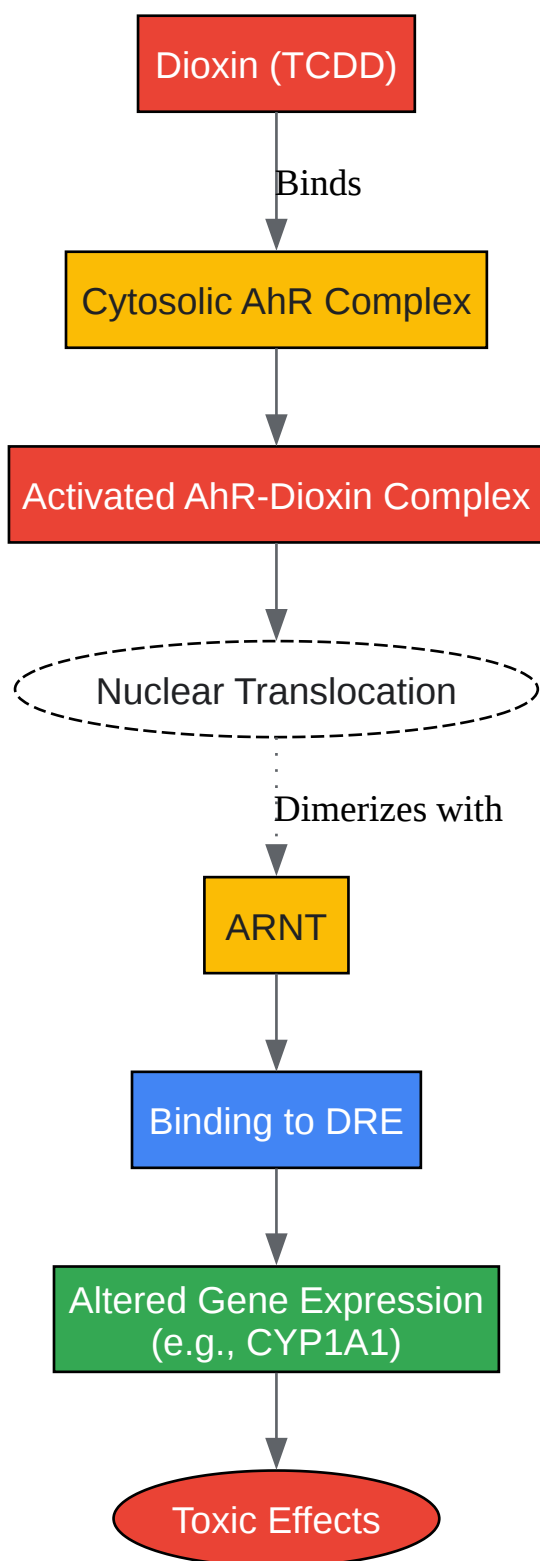 Dioxin (TCDD)
Binds
Cytosolic AhR Complex
Activated AhR-Dioxin Complex
Nuclear Translocation
Dimerizes with
ARNT
Binding to DRE
Altered Gene Expression
(e.g., CYP1A1)
Toxic Effects